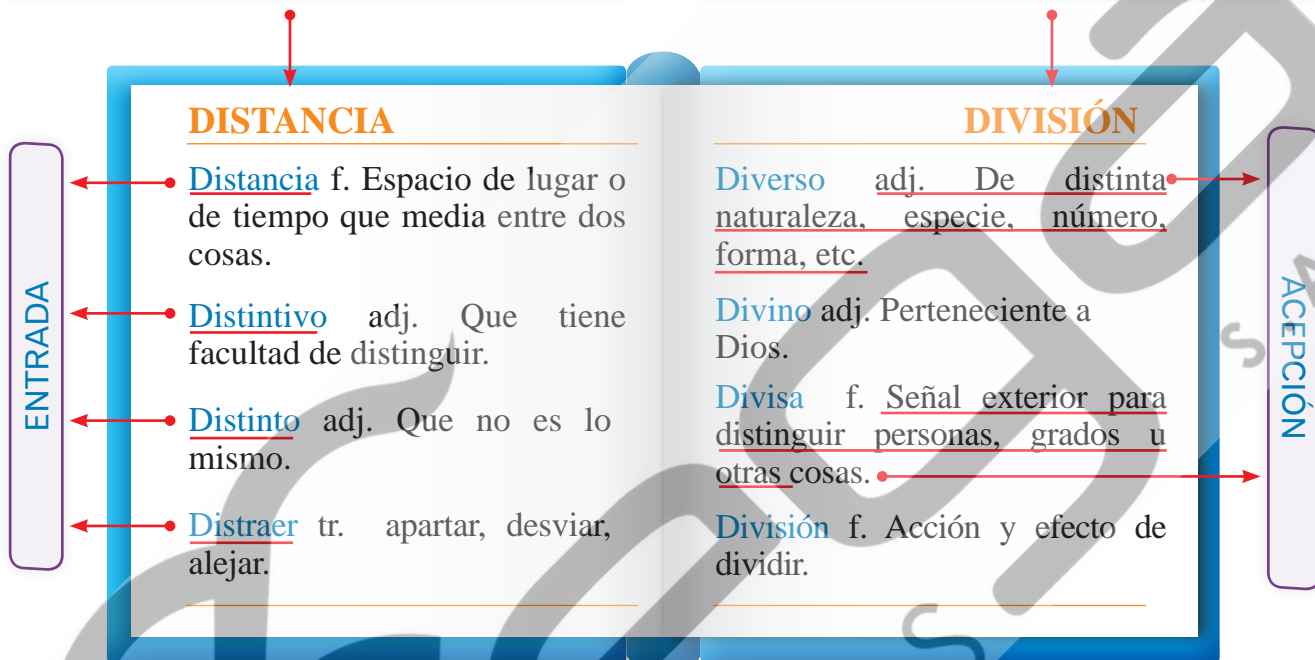 DISTANCIA
Distancia f. Espacio de lugar o
de tiempo que media entre dos
cosas.
Distintivo adj. Que tiene
facultad de distinguir.
Distinto adj. Que no es lo
mismo.
Distraer tr. apartar, desviar,
alejar.
DIVISIÓN
Diverso adj. De distinta
naturaleza, especie, número,
forma, etc.
Divino adj. Perteneciente a
Dios.
Divisa f. Señal exterior para
distinguir personas, grados u
otras cosas.
División f. Acción y efecto de
dividir.
ENTRADA
ACEPCIÓN